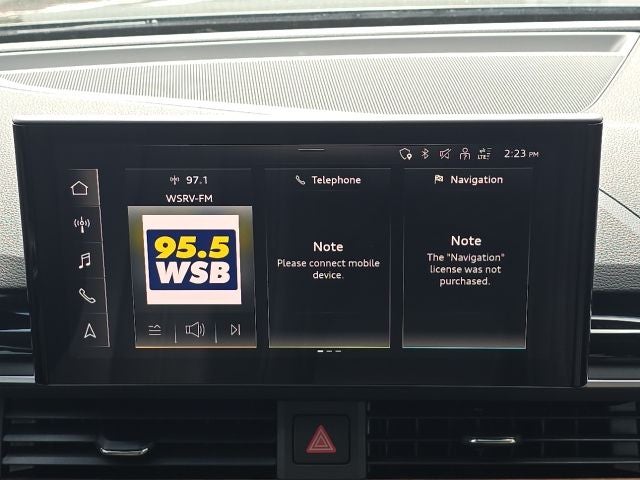 LTE
2:23 PM
97.1
WSRV-FM
95.5
WSB
Telephone
Note
Please connect mobile
device.
Navigation
Note
The "Navigation"
license was not
purchased.